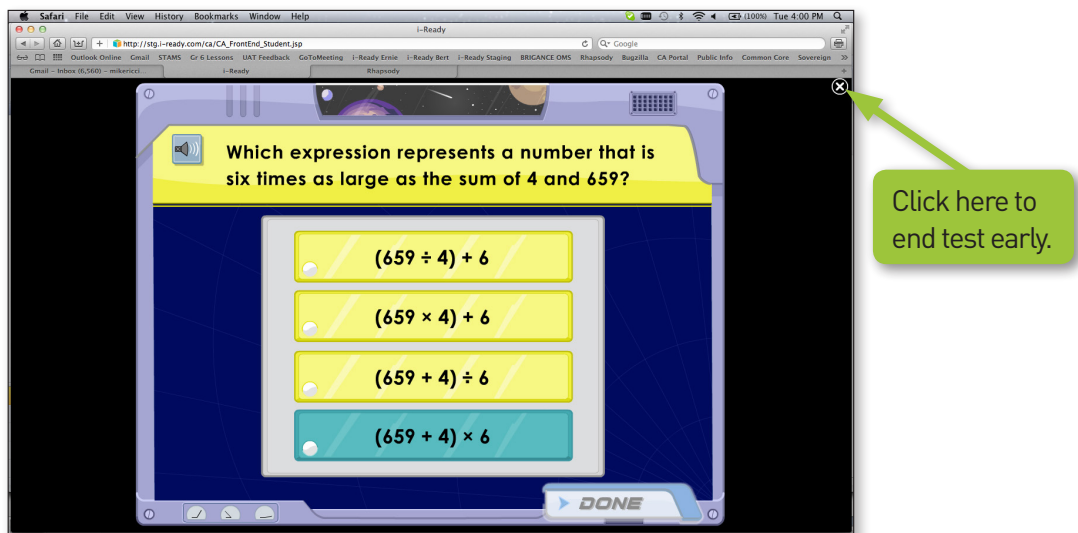 Safari File Edit View History Bookmarks Window Help (100%) Tue 4:00 PM
i-Ready
http://stg.i-ready.com/ca/CA_FrontEnd_Student.jsp Google
Outlook Online Gmail STAMS Gr 6 Lessons UAT Feedback GoToMeeting i-Ready Ernie i-Ready Bert i-Ready Staging BRIGANCE OMS Rhapsody Bugzilla CA Portal Public Info Common Core Sovereign
Gmail - Inbox (6,560) - mikericci... i-Ready Rhapsody
Which expression represents a number that is
six times as large as the sum of 4 and 659?
(659 ÷ 4) + 6
(659 × 4) + 6
(659 + 4) ÷ 6
(659 + 4) × 6
DONE
Click here to
end test early.